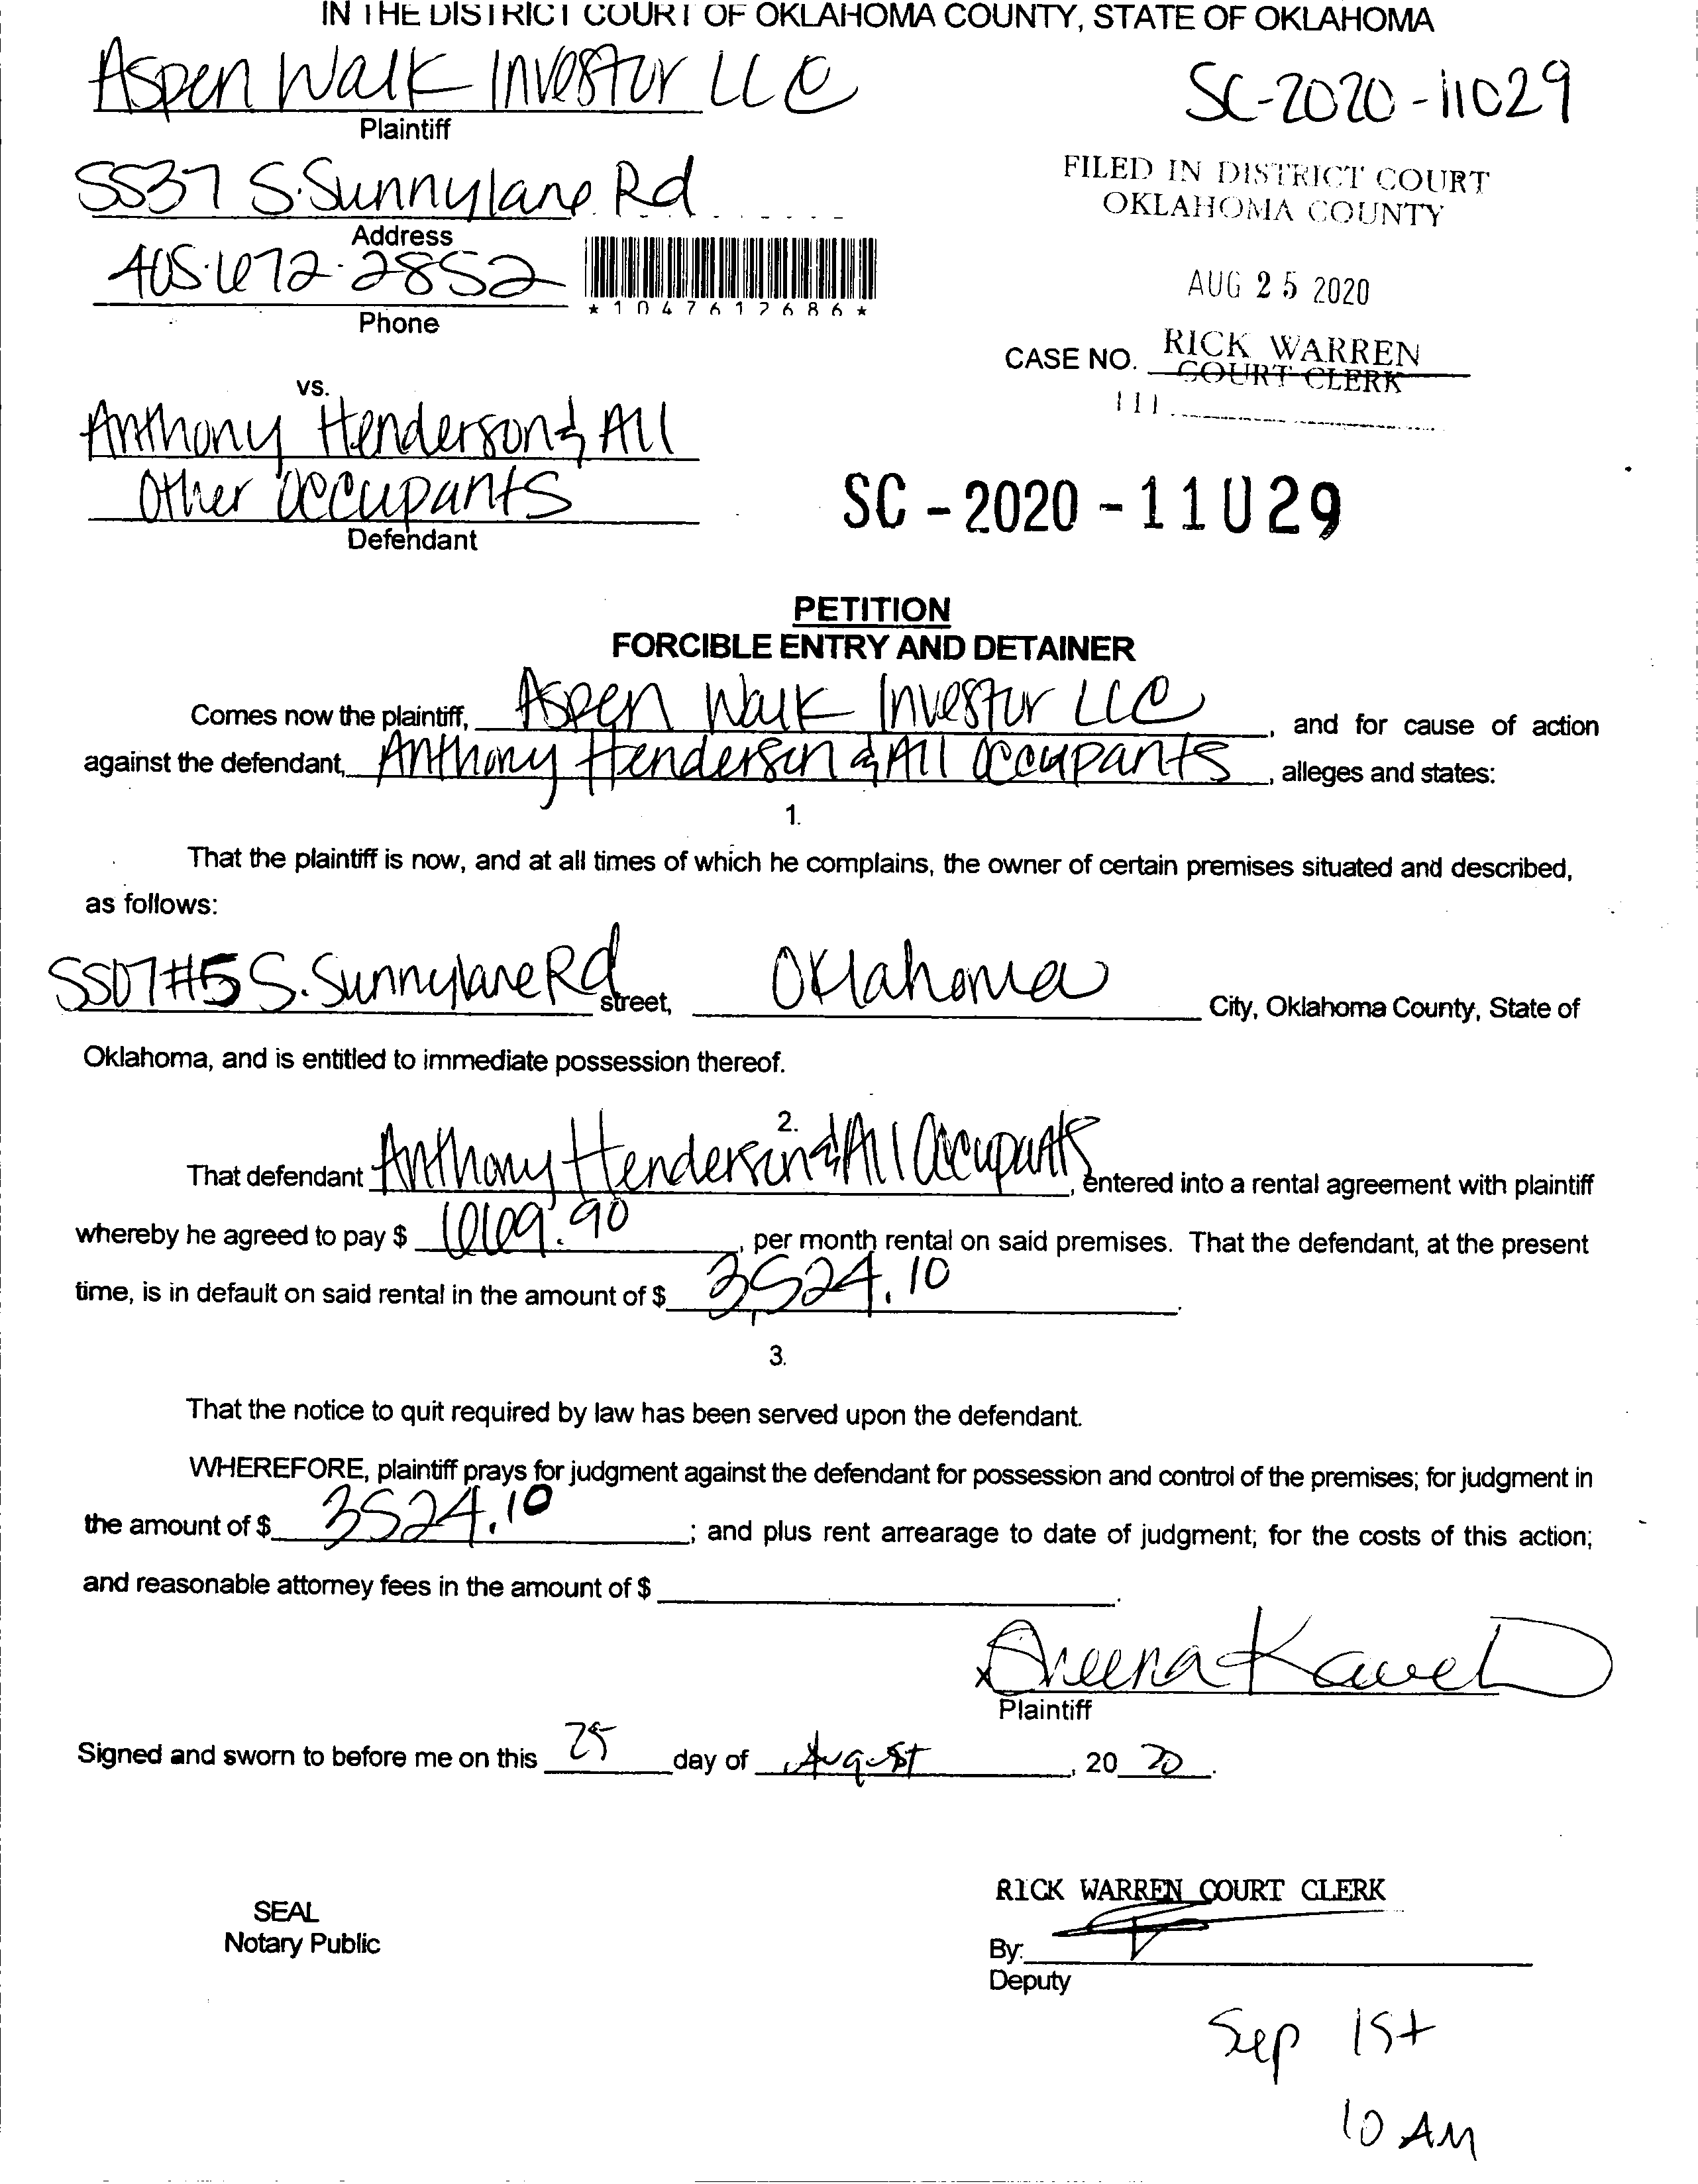 IN THE DISTRICT COURT OF OKLAHOMA COUNTY, STATE OF OKLAHOMA
Aspen Walk Investor LLC
Plaintiff
SC-2020-11029
5537 S. Sunnylane Rd
Address
FILED IN DISTRICT COURT
OKLAHOMA COUNTY
405.672.2852
Phone
*1047612686*
AUG 25 2020
CASE NO.
RICK WARREN
COURT CLERK
111
vs.
Anthony Henderson & All
Other Occupants
Defendant
SC-2020-11029
PETITION
FORCIBLE ENTRY AND DETAINER
Comes now the plaintiff, Aspen Walk Investor LLC, and for cause of action
against the defendant, Anthony Henderson & All Occupants, alleges and states:
1.
That the plaintiff is now, and at all times of which he complains, the owner of certain premises situated and described,
as follows:
5507 #5 S. Sunnylane Rd street, Oklahoma City, Oklahoma County, State of
Oklahoma, and is entitled to immediate possession thereof.
2.
That defendant Anthony Henderson & All Occupants, entered into a rental agreement with plaintiff
whereby he agreed to pay $ 669.90, per month rental on said premises. That the defendant, at the present
time, is in default on said rental in the amount of $ 3,524.10.
3.
That the notice to quit required by law has been served upon the defendant.
WHEREFORE, plaintiff prays for judgment against the defendant for possession and control of the premises; for judgment in
the amount of $ 3524.10; and plus rent arrearage to date of judgment; for the costs of this action;
and reasonable attorney fees in the amount of $
x Sheena
Plaintiff
Signed and sworn to before me on this 25 day of August, 20 20.
SEAL
Notary Public
RICK WARREN COURT CLERK
By:
Deputy
Sep 1st
10 AM